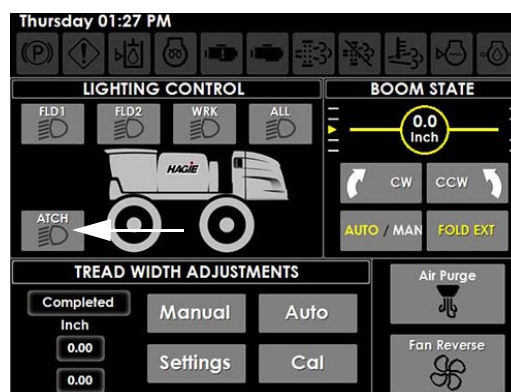 Thursday 01:27 PM
LIGHTING CONTROL
FLD1 FLD2 WRK ALL
HAGIE
ATCH
BOOM STATE
0.0
Inch
CW CCW
AUTO / MAN FOLD EXT
TREAD WIDTH ADJUSTMENTS
Completed
Inch
0.00
0.00
Manual Auto
Settings Cal
Air Purge
Fan Reverse